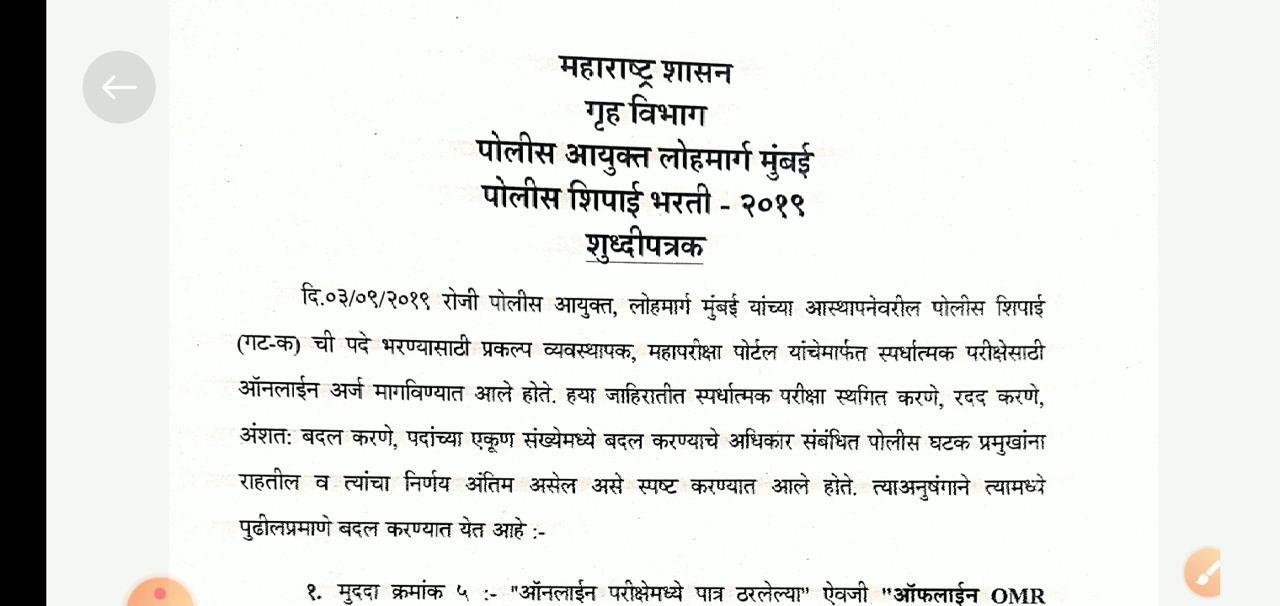 महाराष्ट्र शासन
गृह विभाग
पोलीस आयुक्त लोहमार्ग मुंबई
पोलीस शिपाई भरती - २०१९
शुध्दीपत्रक
दि.०३/०९/२०१९ रोजी पोलीस आयुक्त, लोहमार्ग मुंबई यांच्या आस्थापनेवरील पोलीस शिपाई
(गट-क) ची पदे भरण्यासाठी प्रकल्प व्यवस्थापक, महापरीक्षा पोर्टल यांचेमार्फत स्पर्धात्मक परीक्षेसाठी
ऑनलाईन अर्ज मागविण्यात आले होते. हया जाहिरातीत स्पर्धात्मक परीक्षा स्थगित करणे, रदद करणे,
अंशत: बदल करणे, पदांच्या एकूण संख्येमध्ये बदल करण्याचे अधिकार संबंधित पोलीस घटक प्रमुखांना
राहतील व त्यांचा निर्णय अंतिम असेल असे स्पष्ट करण्यात आले होते. त्याअनुषंगाने त्यामध्ये
पुढीलप्रमाणे बदल करण्यात येत आहे :-
१. मुददा क्रमांक ५ :- "ऑनलाईन परीक्षेमध्ये पात्र ठरलेल्या" ऐवजी "ऑफलाईन OMR